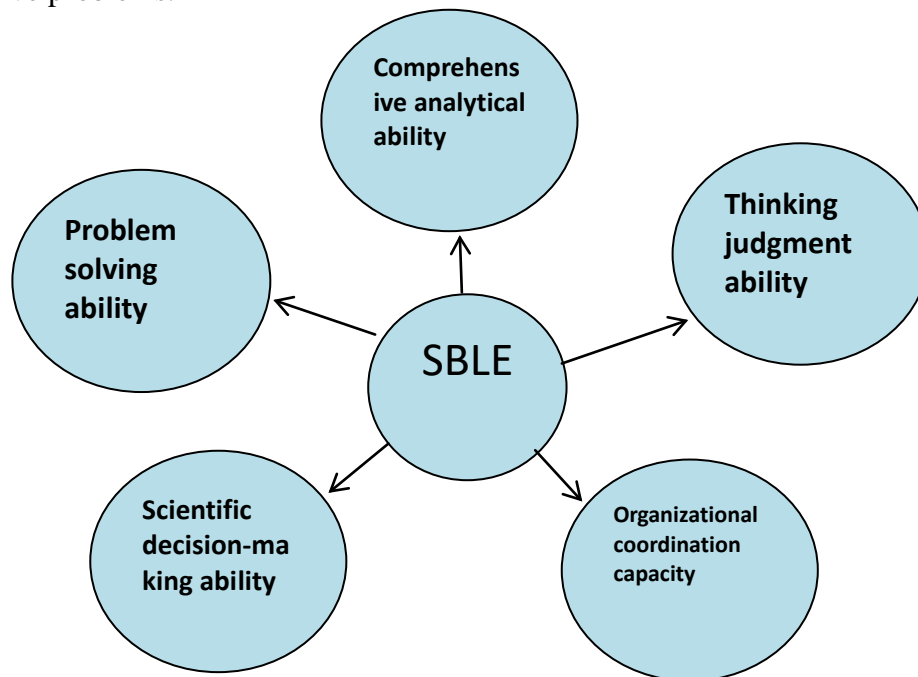 Comprehens
ive analytical
ability
Problem
solving
ability
Thinking
judgment
ability
SBLE
Scientific
decision-ma
king ability
Organizational
coordination
capacity